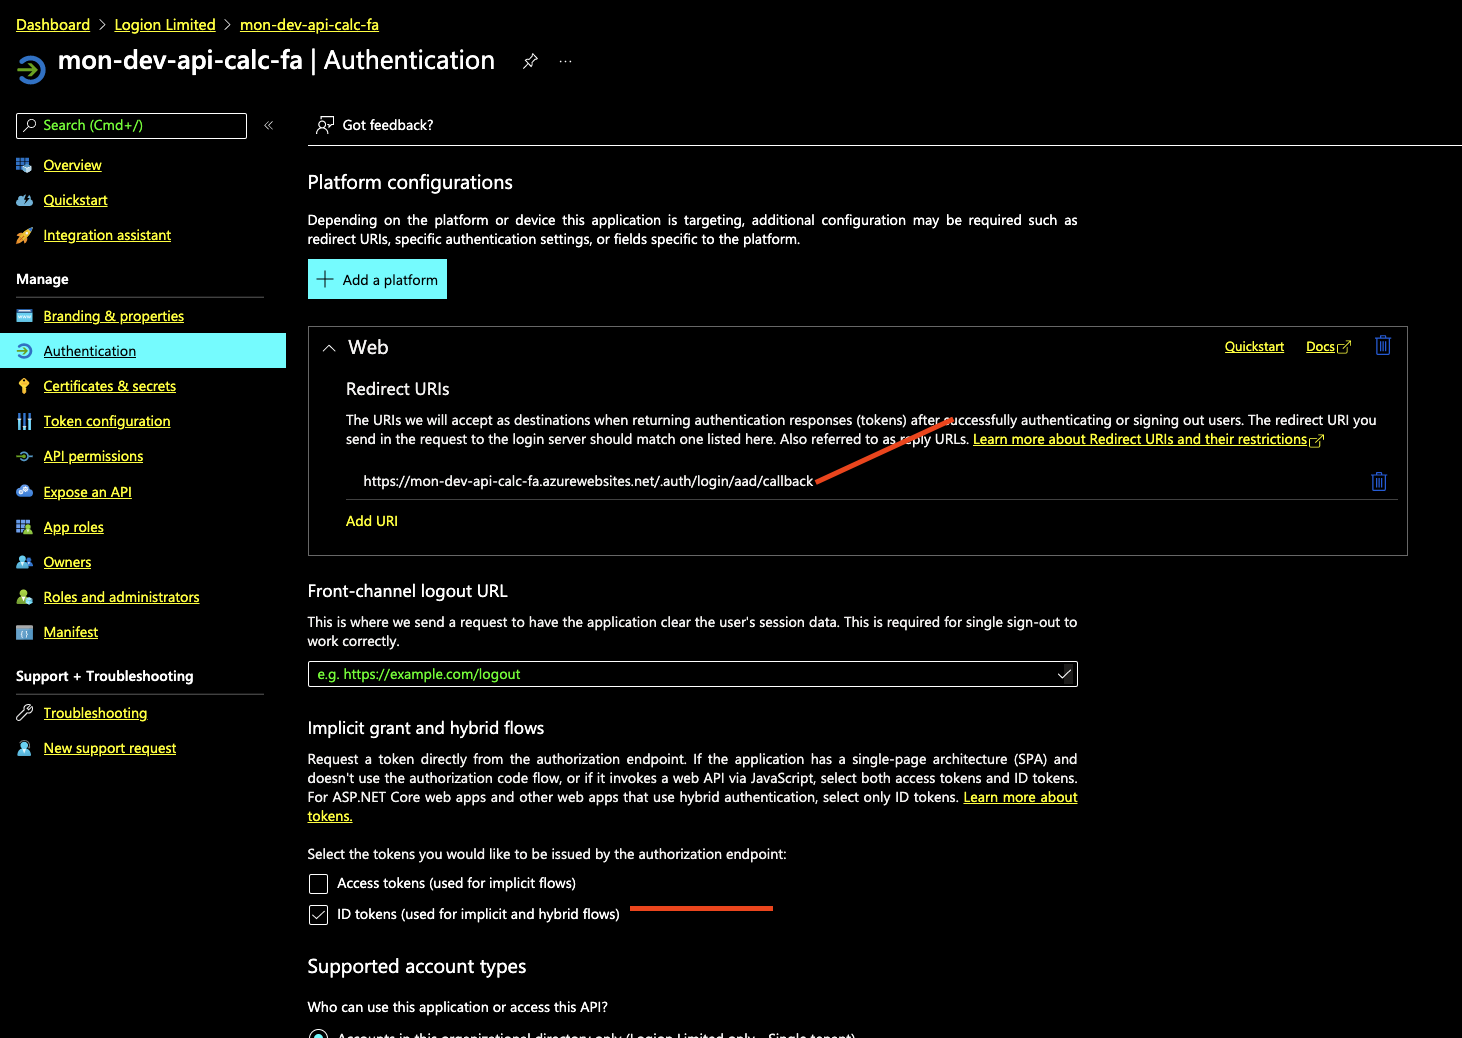 Dashboard > Logion Limited > mon-dev-api-calc-fa
mon-dev-api-calc-fa | Authentication
Search (Cmd+/)
Overview
Quickstart
Integration assistant
Manage
Branding & properties
Authentication
Certificates & secrets
Token configuration
API permissions
Expose an API
App roles
Owners
Roles and administrators
Manifest
Support + Troubleshooting
Troubleshooting
New support request
Got feedback?
Platform configurations
Depending on the platform or device this application is targeting, additional configuration may be required such as
redirect URIs, specific authentication settings, or fields specific to the platform.
Add a platform
Web
Quickstart
Docs
Redirect URIs
The URIs we will accept as destinations when returning authentication responses (tokens) after successfully authenticating or signing out users. The redirect URI you
send in the request to the login server should match one listed here. Also referred to as reply URLs. Learn more about Redirect URIs and their restrictions
https://mon-dev-api-calc-fa.azurewebsites.net/.auth/login/aad/callback
Add URI
Front-channel logout URL
This is where we send a request to have the application clear the user's session data. This is required for single sign-out to
work correctly.
e.g. https://example.com/logout
Implicit grant and hybrid flows
Request a token directly from the authorization endpoint. If the application has a single-page architecture (SPA) and
doesn't use the authorization code flow, or if it invokes a web API via JavaScript, select both access tokens and ID tokens.
For ASP.NET Core web apps and other web apps that use hybrid authentication, select only ID tokens. Learn more about
tokens.
Select the tokens you would like to be issued by the authorization endpoint:
Access tokens (used for implicit flows)
ID tokens (used for implicit and hybrid flows)
Supported account types
Who can use this application or access this API?
Accounts in this organizational directory only (Logion Limited only - Single tenant)